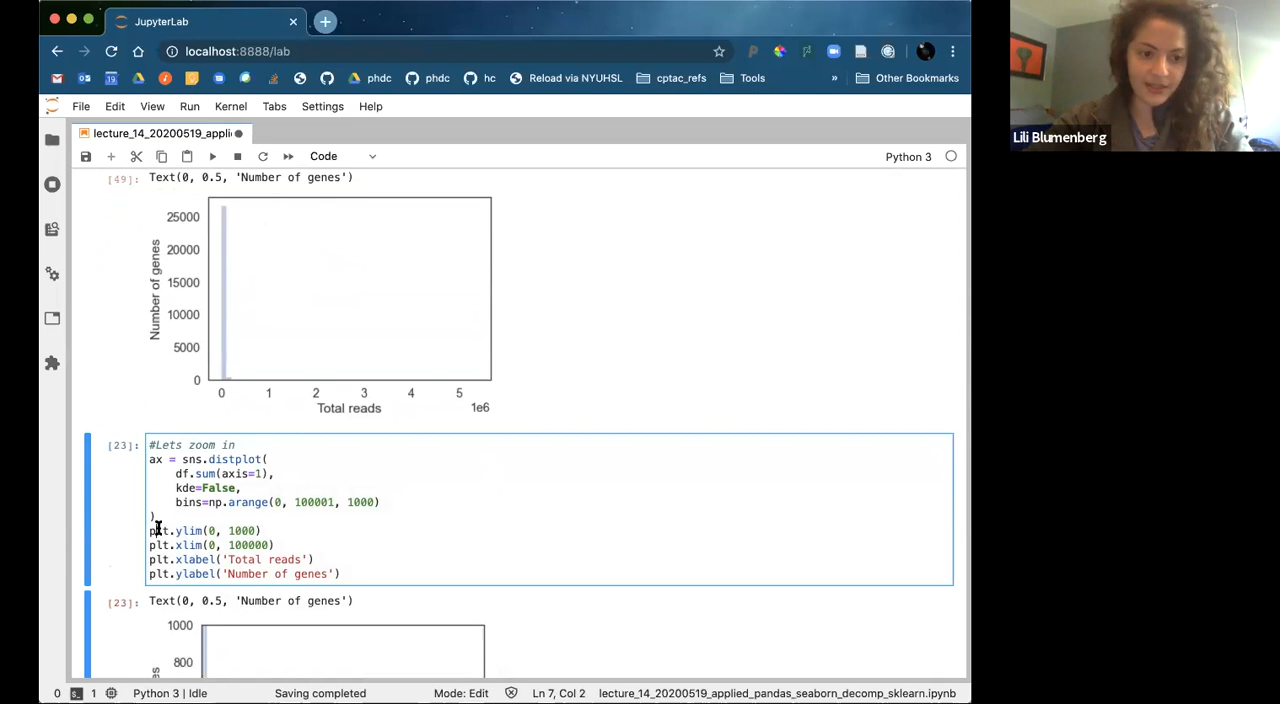 JupyterLab
localhost:8888/lab
phdc
phdc
hc
Reload via NYUHSL
cptac_refs
Tools
»
Other Bookmarks
File Edit View Run Kernel Tabs Settings Help
lecture_14_20200519_appli
Code
Python 3
[49]: Text(0, 0.5, 'Number of genes')
25000
20000
15000
10000
5000
0
Number of genes
0 1 2 3 4 5
Total reads
1e6
[23]: #Lets zoom in
ax = sns.distplot(
df.sum(axis=1),
kde=False,
bins=np.arange(0, 100001, 1000)
)
plt.ylim(0, 1000)
plt.xlim(0, 100000)
plt.xlabel('Total reads')
plt.ylabel('Number of genes')
[23]: Text(0, 0.5, 'Number of genes')
1000
800
0 1 Python 3 | Idle Saving completed Mode: Edit Ln 7, Col 2 lecture_14_20200519_applied_pandas_seaborn_decomp_sklearn.ipynb
Lili Blumenberg